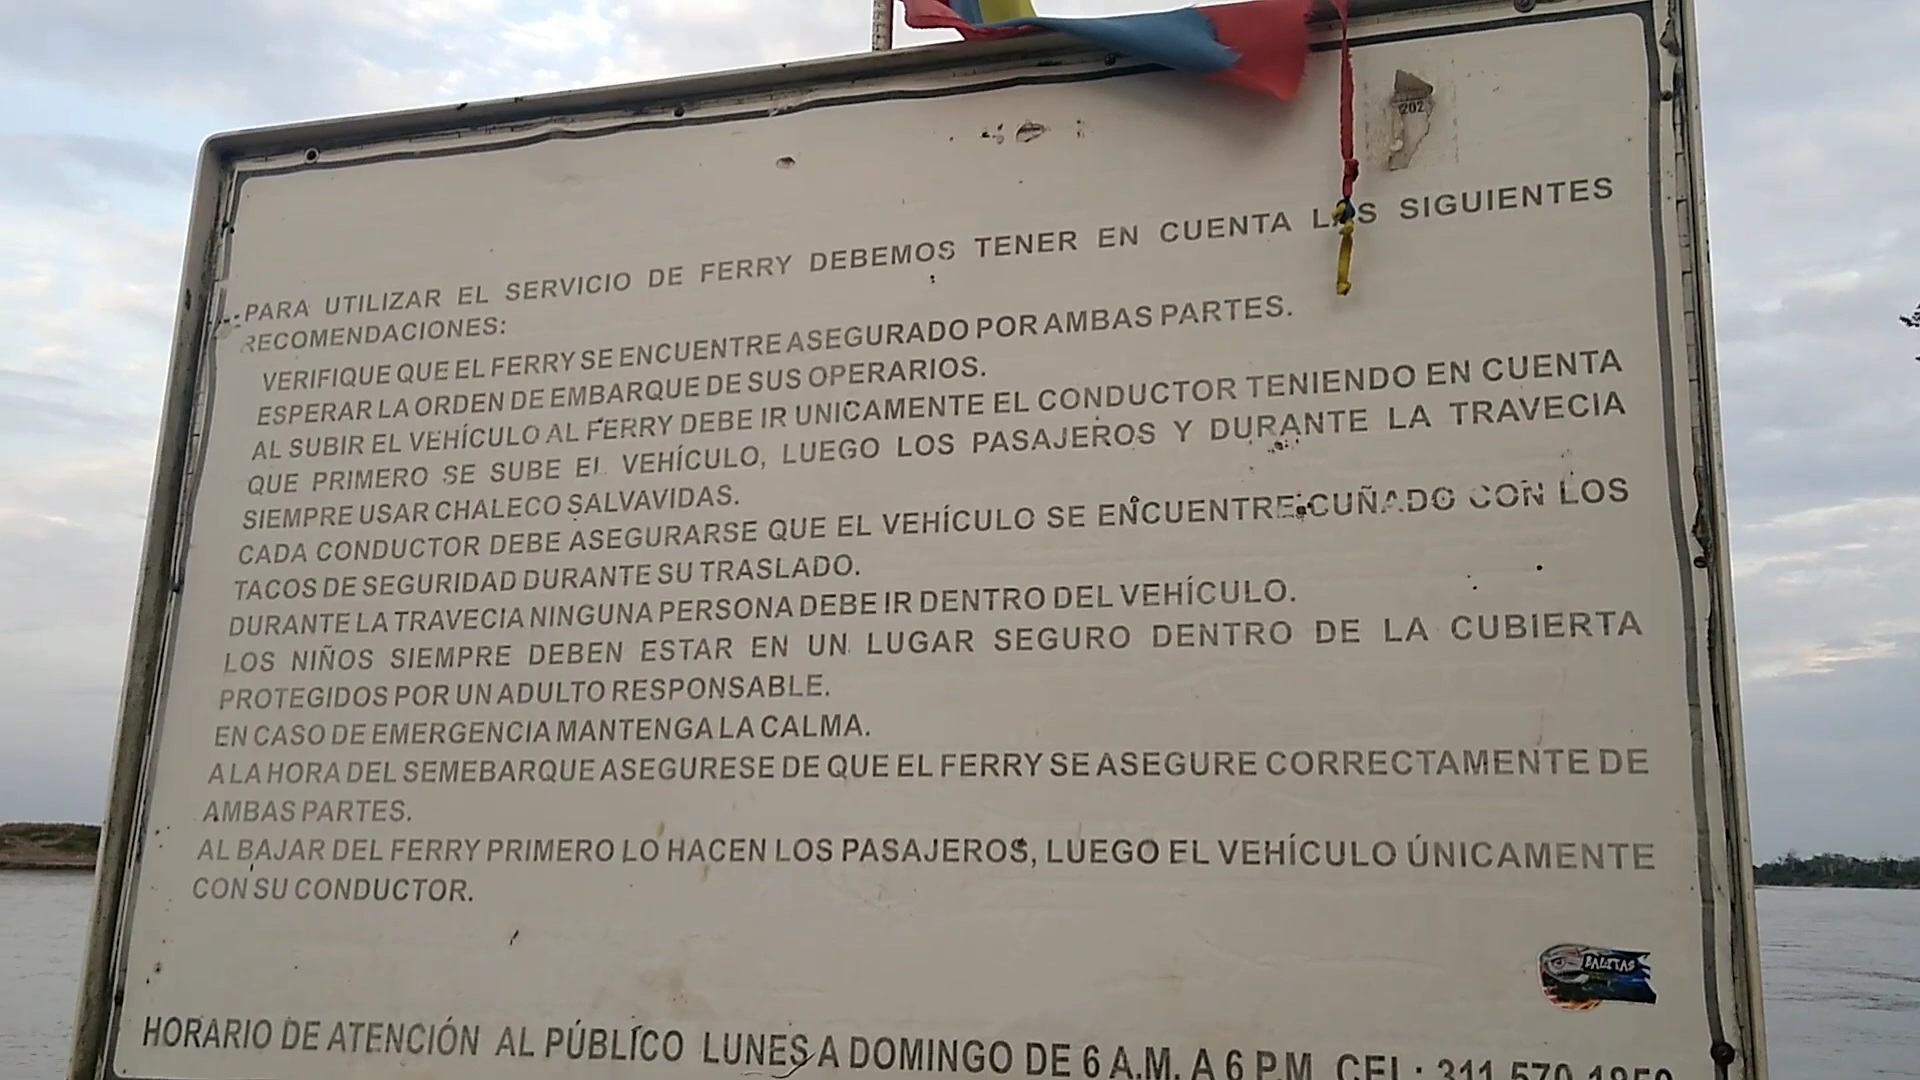 202
PARA UTILIZAR EL SERVICIO DE FERRY DEBEMOS TENER EN CUENTA LAS SIGUIENTES
RECOMENDACIONES:
VERIFIQUE QUE EL FERRY SE ENCUENTRE ASEGURADO POR AMBAS PARTES.
ESPERAR LA ORDEN DE EMBARQUE DE SUS OPERARIOS.
AL SUBIR EL VEHÍCULO AL FERRY DEBE IR UNICAMENTE EL CONDUCTOR TENIENDO EN CUENTA
QUE PRIMERO SE SUBE EL VEHÍCULO, LUEGO LOS PASAJEROS Y DURANTE LA TRAVECIA
SIEMPRE USAR CHALECO SALVAVIDAS.
CADA CONDUCTOR DEBE ASEGURARSE QUE EL VEHÍCULO SE ENCUENTRE CUÑADO CON LOS
TACOS DE SEGURIDAD DURANTE SU TRASLADO.
DURANTE LA TRAVECIA NINGUNA PERSONA DEBE IR DENTRO DEL VEHÍCULO.
LOS NIÑOS SIEMPRE DEBEN ESTAR EN UN LUGAR SEGURO DENTRO DE LA CUBIERTA
PROTEGIDOS POR UN ADULTO RESPONSABLE.
EN CASO DE EMERGENCIA MANTENGA LA CALMA.
A LA HORA DEL SEMEBARQUE ASEGURESE DE QUE EL FERRY SE ASEGURE CORRECTAMENTE DE
AMBAS PARTES.
AL BAJAR DEL FERRY PRIMERO LO HACEN LOS PASAJEROS, LUEGO EL VEHÍCULO ÚNICAMENTE
CON SU CONDUCTOR.
BALITAS
HORARIO DE ATENCIÓN AL PÚBLICO LUNES A DOMINGO DE 6 A.M. A 6 P.M CEL: 311 570